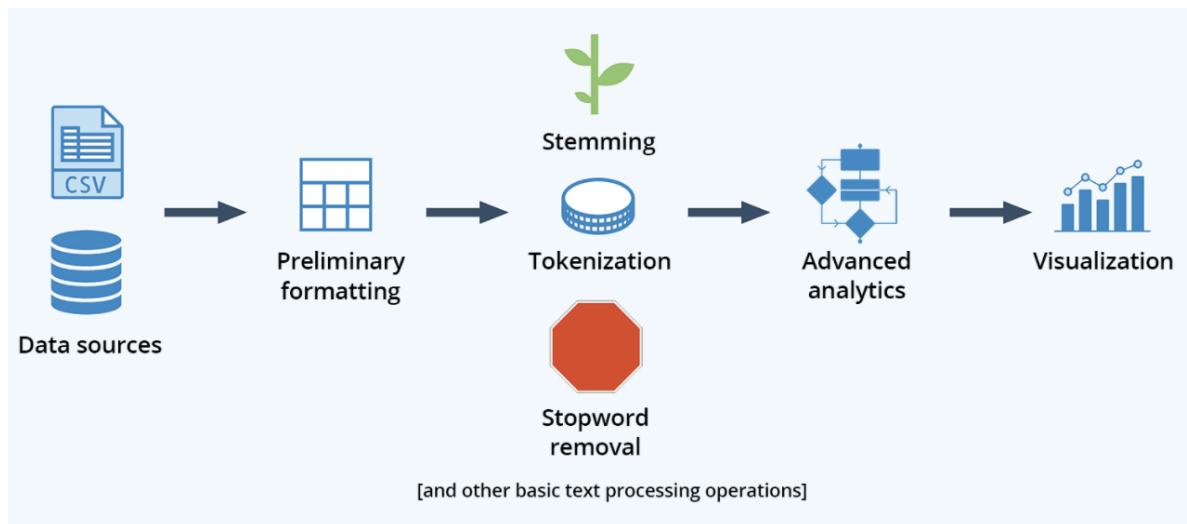 CSV
Data sources
Preliminary
formatting
Stemming
Tokenization
Stopword
removal
[and other basic text processing operations]
Advanced
analytics
Visualization